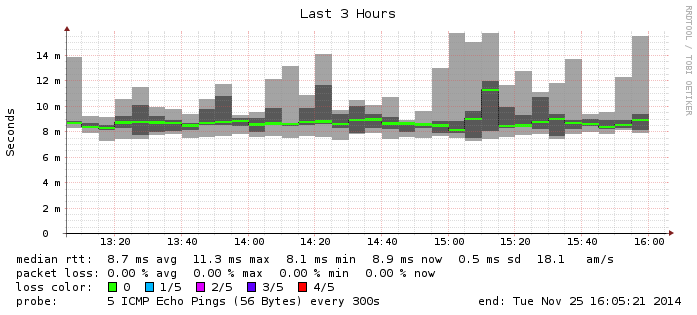 Last 3 Hours
RRDTOOL / TOBI OETIKER
Seconds
14 m
12 m
10 m
8 m
6 m
4 m
2 m
0
13:20 13:40 14:00 14:20 14:40 15:00 15:20 15:40 16:00
median rtt: 8.7 ms avg 11.3 ms max 8.1 ms min 8.9 ms now 0.5 ms sd 18.1 am/s
packet loss: 0.00 % avg 0.00 % max 0.00 % min 0.00 % now
loss color: 0 1/5 2/5 3/5 4/5
probe: 5 ICMP Echo Pings (56 Bytes) every 300s end: Tue Nov 25 16:05:21 2014